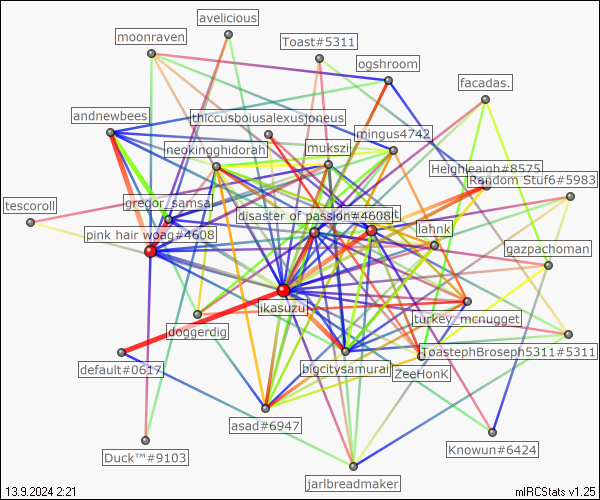 avelicious
moonraven
Toast#5311
ogshroom
facadas.
andnewbees
thiccusboiusalexusjoneus
mingus4742
neokingghidorah
mukszi
Heighleaigh#8575
Random Stuf6#5983
tescoroll
gregor_samsa
disaster of passion#4608
lahnk
pink hair woag#4608
gazpachoman
ikasuzu
doggerdig
turkey_mcnugget
ToastephBroseph5311#5311
default#0617
bigcitysamurai
ZeeHonK
asad#6947
Duck™#9103
Knowun#6424
jarlbreadmaker
13.9.2024 2:21
mIRCStats v1.25